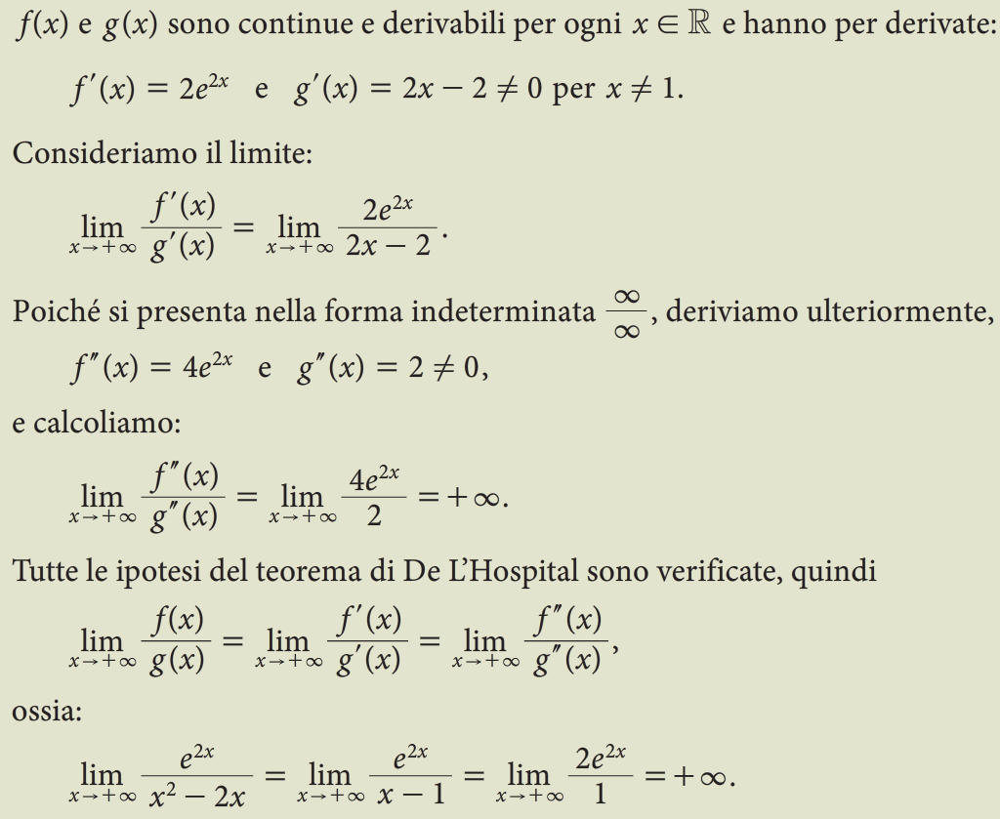 f(x) e g(x) sono continue e derivabili per ogni x ∈ ℝ e hanno per derivate:
f′(x) = 2e^{2x} e g′(x) = 2x − 2 ≠ 0 per x ≠ 1.
Consideriamo il limite:
lim_{x→+∞} f′(x)/g′(x) = lim_{x→+∞} 2e^{2x}/(2x − 2).
Poiché si presenta nella forma indeterminata ∞/∞, deriviamo ulteriormente,
f″(x) = 4e^{2x} e g″(x) = 2 ≠ 0,
e calcoliamo:
lim_{x→+∞} f″(x)/g″(x) = lim_{x→+∞} 4e^{2x}/2 = +∞.
Tutte le ipotesi del teorema di De L’Hospital sono verificate, quindi
lim_{x→+∞} f(x)/g(x) = lim_{x→+∞} f′(x)/g′(x) = lim_{x→+∞} f″(x)/g″(x),
ossia:
lim_{x→+∞} e^{2x}/(x² − 2x) = lim_{x→+∞} e^{2x}/(x − 1) = lim_{x→+∞} 2e^{2x}/1 = +∞.